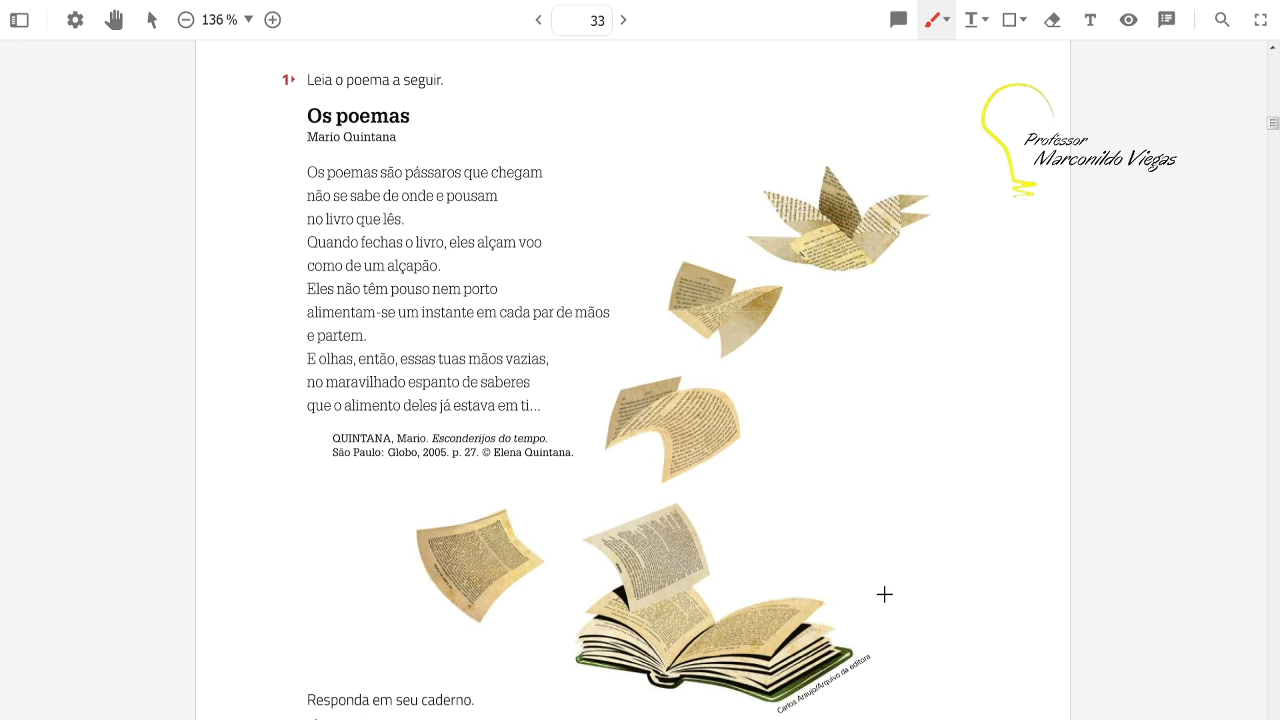 136 %
33
1 Leia o poema a seguir.
Os poemas
Mario Quintana
Os poemas são pássaros que chegam
não se sabe de onde e pousam
no livro que lês.
Quando fechas o livro, eles alçam voo
como de um alçapão.
Eles não têm pouso nem porto
alimentam-se um instante em cada par de mãos
e partem.
E olhas, então, essas tuas mãos vazias,
no maravilhado espanto de saberes
que o alimento deles já estava em ti...
QUINTANA, Mario. Esconderijos do tempo.
São Paulo: Globo, 2005. p. 27. © Elena Quintana.
Professor
Marconildo Viegas
Carlos Araujo/Arquivo da editora
Responda em seu caderno.